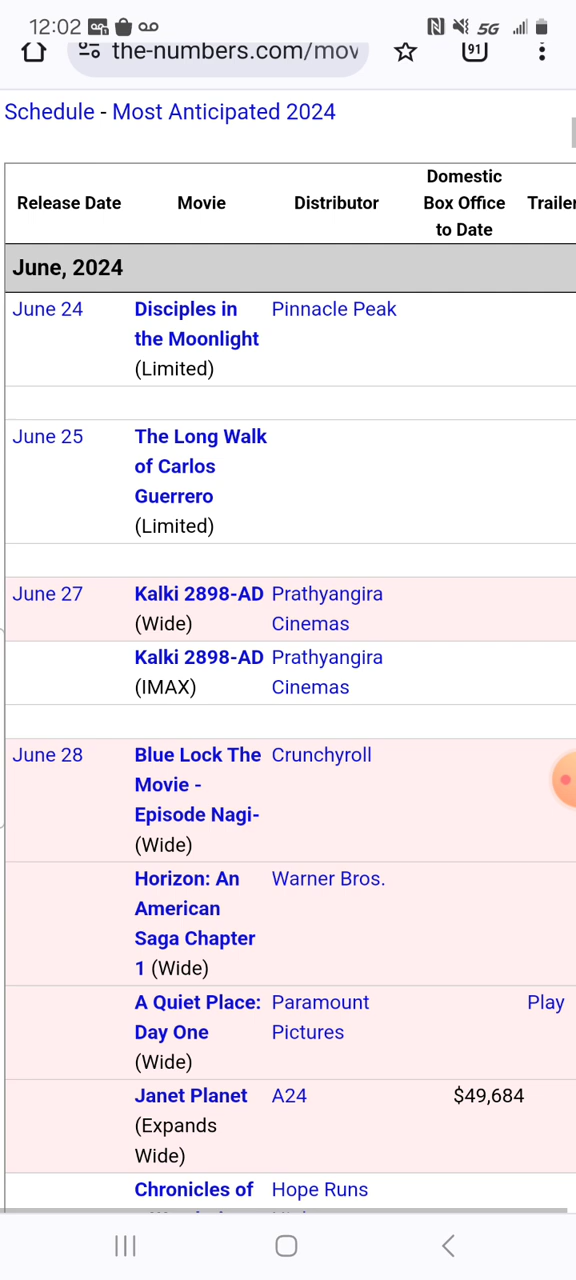 12:02
5G
the-numbers.com/mov
91
Schedule - Most Anticipated 2024
Release Date Movie Distributor Domestic Box Office to Date Trailer
June, 2024
June 24 Disciples in Pinnacle Peak
the Moonlight
(Limited)
June 25 The Long Walk
of Carlos
Guerrero
(Limited)
June 27 Kalki 2898-AD Prathyangira
(Wide) Cinemas
Kalki 2898-AD Prathyangira
(IMAX) Cinemas
June 28 Blue Lock The Crunchyroll
Movie -
Episode Nagi-
(Wide)
Horizon: An Warner Bros.
American
Saga Chapter
1 (Wide)
A Quiet Place: Paramount Play
Day One Pictures
(Wide)
Janet Planet A24 $49,684
(Expands
Wide)
Chronicles of Hope Runs